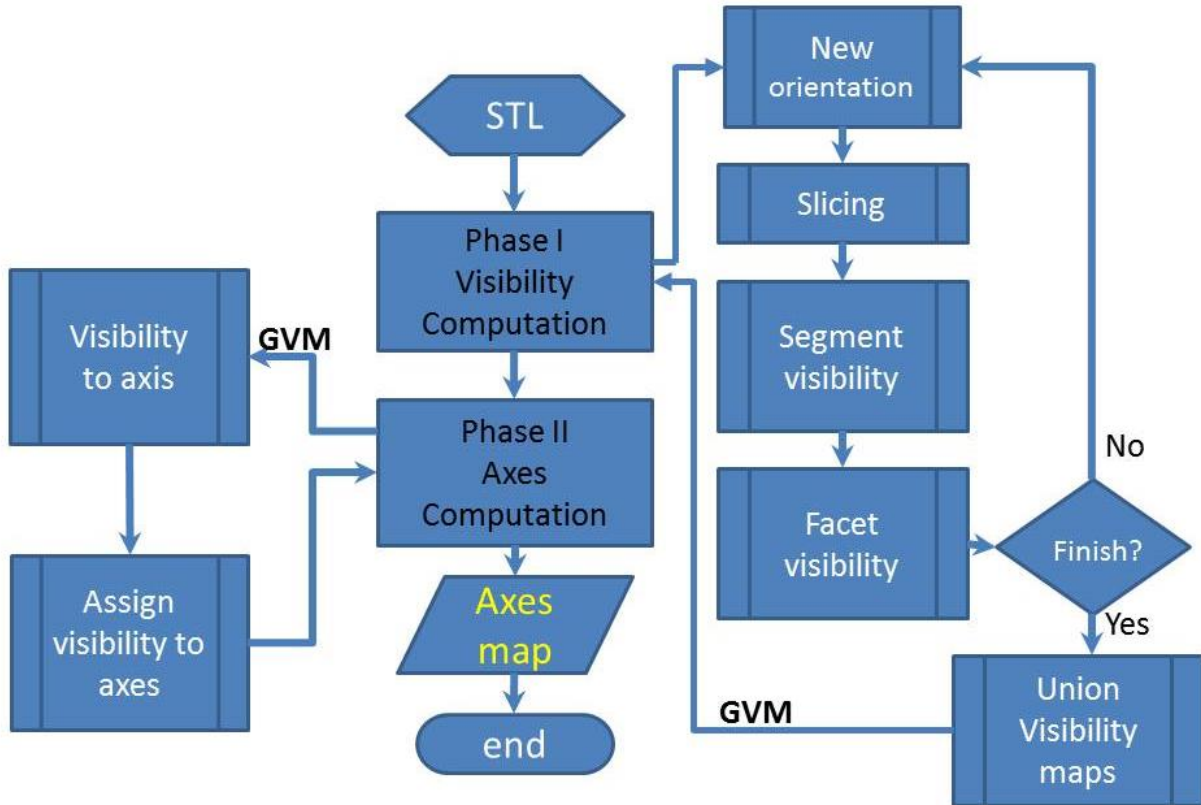 STL
Phase I
Visibility
Computation
Phase II
Axes
Computation
Axes
map
end
New
orientation
Slicing
Segment
visibility
Facet
visibility
Finish?
No
Yes
Union
Visibility
maps
GVM
GVM
Visibility
to axis
Assign
visibility to
axes